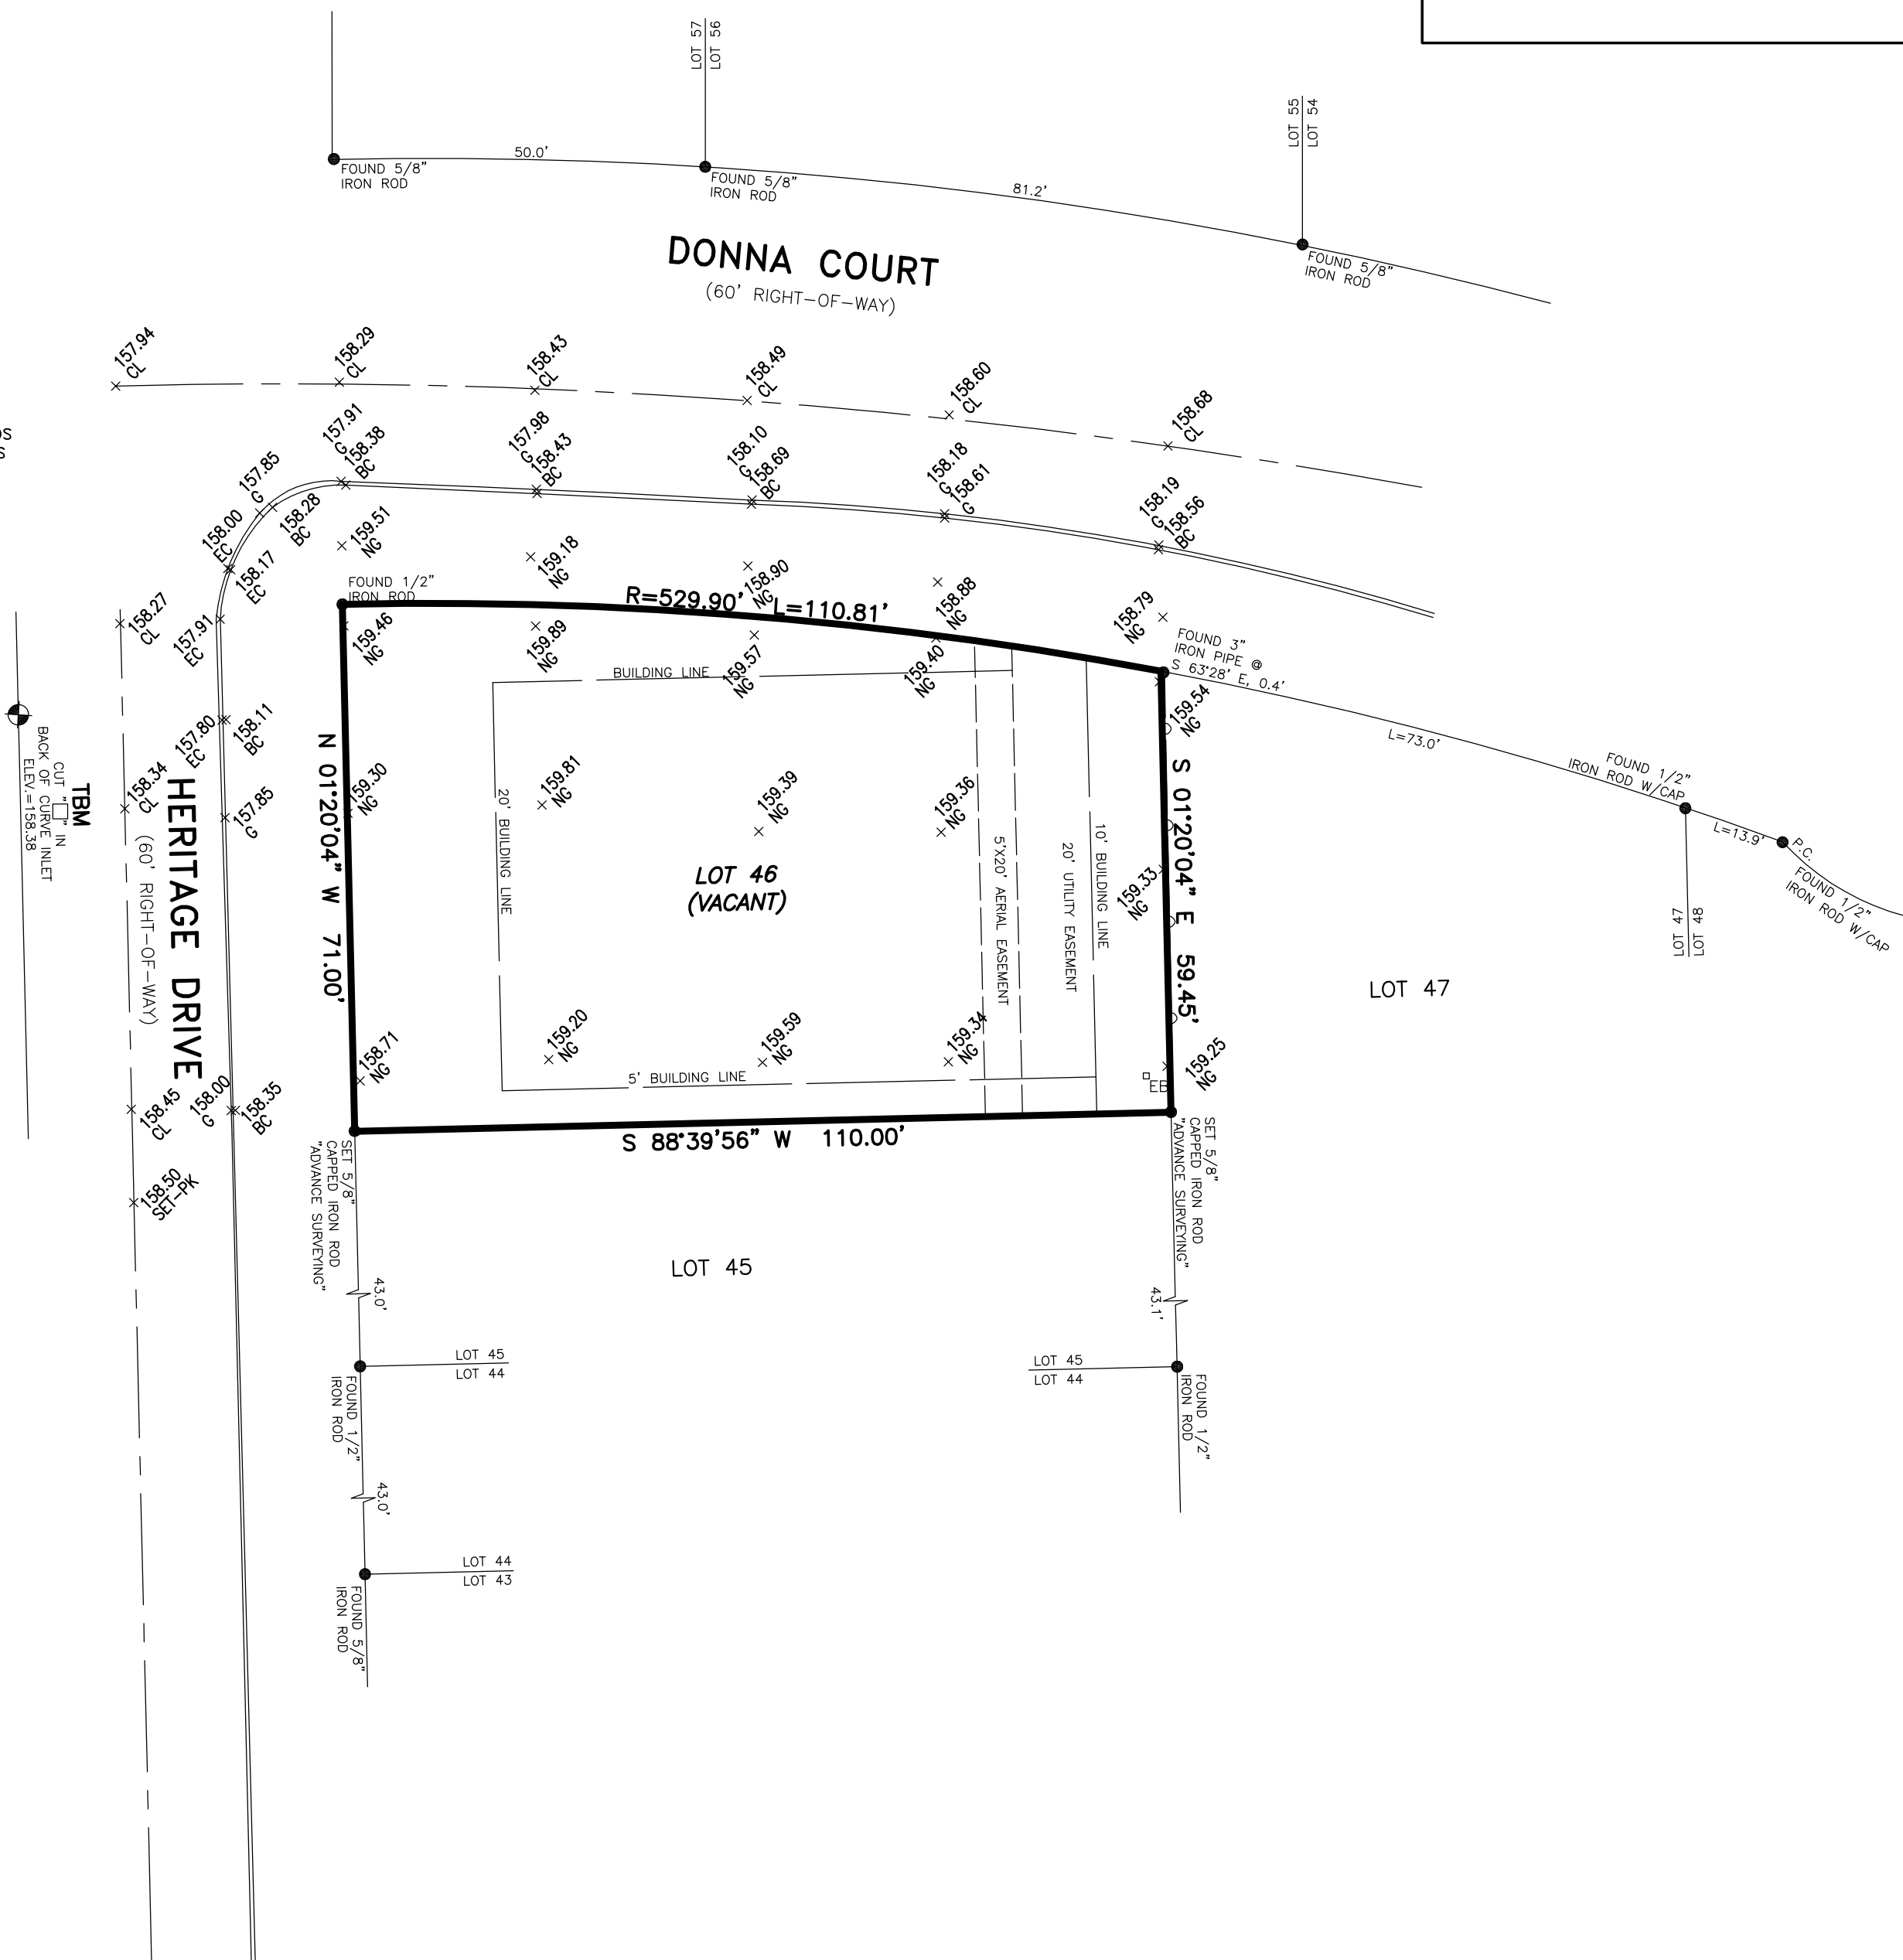 LOT 57
LOT 56
LOT 55
LOT 54
50.0'
FOUND 5/8"
IRON ROD
FOUND 5/8"
IRON ROD
81.2'
FOUND 5/8"
IRON ROD
DONNA COURT
(60' RIGHT-OF-WAY)
157.94
CL
158.29
CL
158.43
CL
158.49
CL
158.60
CL
158.68
CL
157.91
G
158.38
BC
157.98
G
158.43
BC
158.10
G
158.69
BC
158.18
G
158.61
G
158.19
G
158.56
BC
157.85
G
158.28
BC
158.00
EC
158.17
EC
159.51
NG
159.18
NG
158.90
NG
158.88
NG
158.79
NG
FOUND 1/2"
IRON ROD
R=529.90' L=110.81'
FOUND 3"
IRON PIPE @
S 63°28' E, 0.4'
158.27
CL
157.91
EC
159.46
NG
159.89
NG
159.57
NG
159.40
NG
159.54
NG
BUILDING LINE
L=73.0'
FOUND 1/2"
IRON ROD W/CAP
L=13.9'
P.C.
FOUND 1/2"
IRON ROD W/CAP
LOT 48
LOT 47
TBM
CUT "□" IN
BACK OF CURVE INLET
ELEV.=158.38
158.34
CL
157.80
EC
158.11
BC
157.85
G
HERITAGE DRIVE
(60' RIGHT-OF-WAY)
N 01°20'04" W 71.00'
159.30
NG
20' BUILDING LINE
159.81
NG
159.39
NG
159.36
NG
LOT 46
(VACANT)
5'X20' AERIAL EASEMENT
20' UTILITY EASEMENT
10' BUILDING LINE
159.33
NG
S 01°20'04" E 59.45'
LOT 47
158.71
NG
159.20
NG
159.59
NG
159.34
NG
159.25
NG
5' BUILDING LINE
EB
158.45
CL
158.00
G
158.35
BC
S 88°39'56" W 110.00'
158.50
SET-PK
SET 5/8"
CAPPED IRON ROD
"ADVANCE SURVEYING"
SET 5/8"
CAPPED IRON ROD
"ADVANCE SURVEYING"
LOT 45
43.0'
43.1'
LOT 45
LOT 44
LOT 45
LOT 44
FOUND 1/2"
IRON ROD
FOUND 1/2"
IRON ROD
43.0'
LOT 44
LOT 43
FOUND 5/8"
IRON ROD